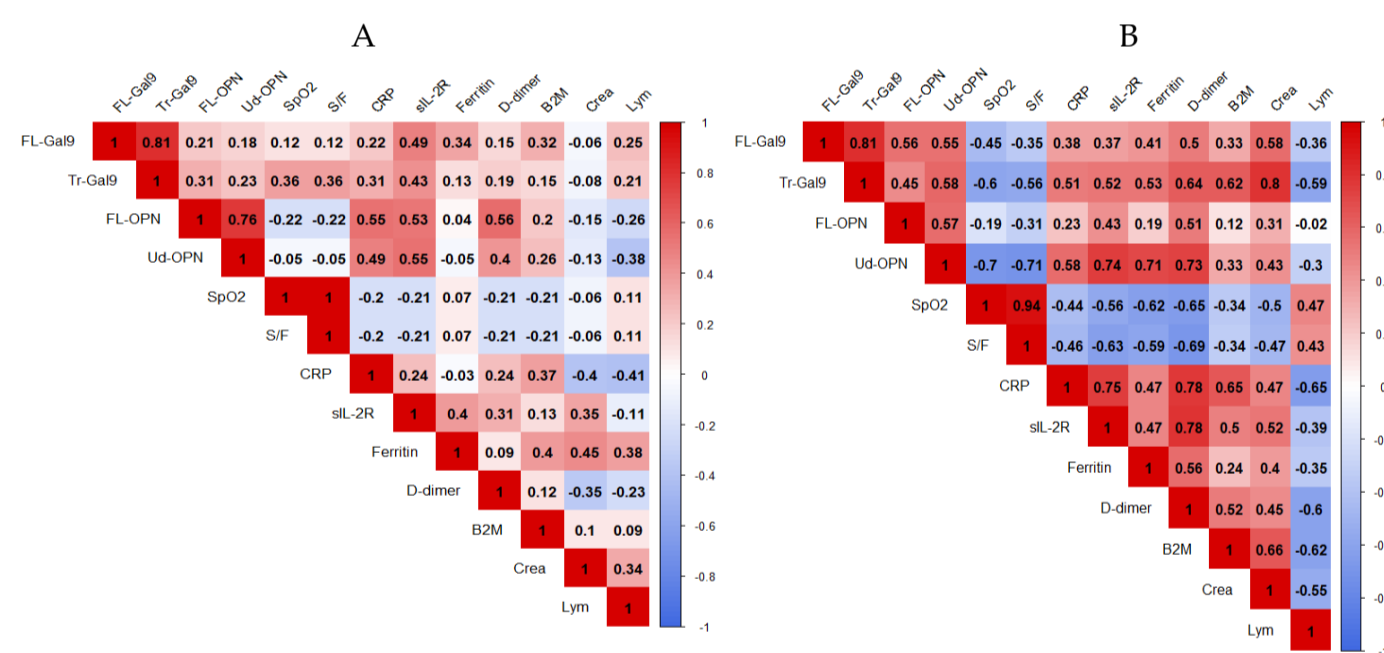 A
FL-Gal9 Tr-Gal9 FL-OPN Ud-OPN SpO2 S/F CRP sIL-2R Ferritin D-dimer B2M Crea Lym
FL-Gal9 1 0.81 0.21 0.18 0.12 0.12 0.22 0.49 0.34 0.15 0.32 -0.06 0.25
Tr-Gal9 1 0.31 0.23 0.36 0.36 0.31 0.43 0.13 0.19 0.15 -0.08 0.21
FL-OPN 1 0.76 -0.22 -0.22 0.55 0.53 0.04 0.56 0.2 -0.15 -0.26
Ud-OPN 1 -0.05 -0.05 0.49 0.55 -0.05 0.4 0.26 -0.13 -0.38
SpO2 1 1 -0.2 -0.21 0.07 -0.21 -0.21 -0.06 0.11
S/F 1 -0.2 -0.21 0.07 -0.21 -0.21 -0.06 0.11
CRP 1 0.24 -0.03 0.24 0.37 -0.4 -0.41
sIL-2R 1 0.4 0.31 0.13 0.35 -0.11
Ferritin 1 0.09 0.4 0.45 0.38
D-dimer 1 0.12 -0.35 -0.23
B2M 1 0.1 0.09
Crea 1 0.34
Lym 1
1
0.8
0.6
0.4
0.2
0
-0.2
-0.4
-0.6
-0.8
-1
B
FL-Gal9 Tr-Gal9 FL-OPN Ud-OPN SpO2 S/F CRP sIL-2R Ferritin D-dimer B2M Crea Lym
FL-Gal9 1 0.81 0.56 0.55 -0.45 -0.35 0.38 0.37 0.41 0.5 0.33 0.58 -0.36
Tr-Gal9 1 0.45 0.58 -0.6 -0.56 0.51 0.52 0.53 0.64 0.62 0.8 -0.59
FL-OPN 1 0.57 -0.19 -0.31 0.23 0.43 0.19 0.51 0.12 0.31 -0.02
Ud-OPN 1 -0.7 -0.71 0.58 0.74 0.71 0.73 0.33 0.43 -0.3
SpO2 1 0.94 -0.44 -0.56 -0.62 -0.65 -0.34 -0.5 0.47
S/F 1 -0.46 -0.63 -0.59 -0.69 -0.34 -0.47 0.43
CRP 1 0.75 0.47 0.78 0.65 0.47 -0.65
sIL-2R 1 0.47 0.78 0.5 0.52 -0.39
Ferritin 1 0.56 0.24 0.4 -0.35
D-dimer 1 0.52 0.45 -0.6
B2M 1 0.66 -0.62
Crea 1 -0.55
Lym 1